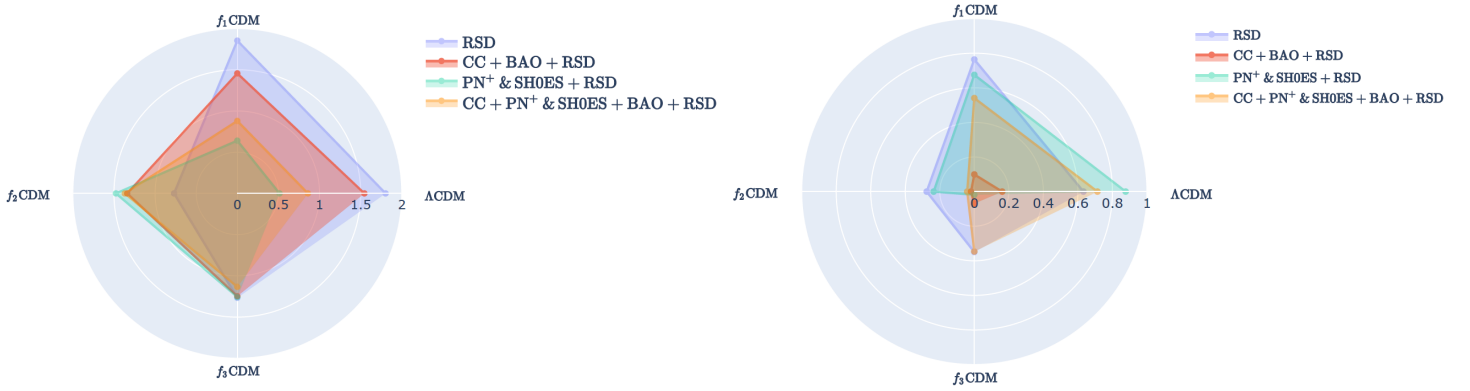 f₁CDM
RSD
CC + BAO + RSD
PN⁺ & SH0ES + RSD
CC + PN⁺ & SH0ES + BAO + RSD
f₂CDM
ΛCDM
0 0.5 1 1.5 2
f₃CDM
f₁CDM
RSD
CC + BAO + RSD
PN⁺ & SH0ES + RSD
CC + PN⁺ & SH0ES + BAO + RSD
f₂CDM
ΛCDM
0 0.2 0.4 0.6 0.8 1
f₃CDM